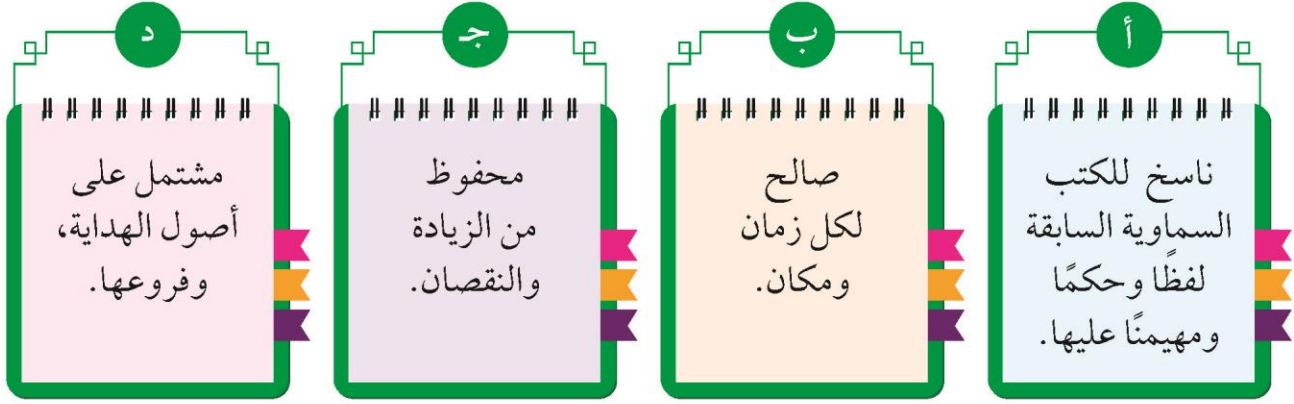 أ
ناسخ للكتب
السماوية السابقة
لفظًا وحكمًا
ومهيمنًا عليها.
ب
صالح
لكل زمان
ومكان.
جـ
محفوظ
من الزيادة
والنقصان.
د
مشتمل على
أصول الهداية،
وفروعها.